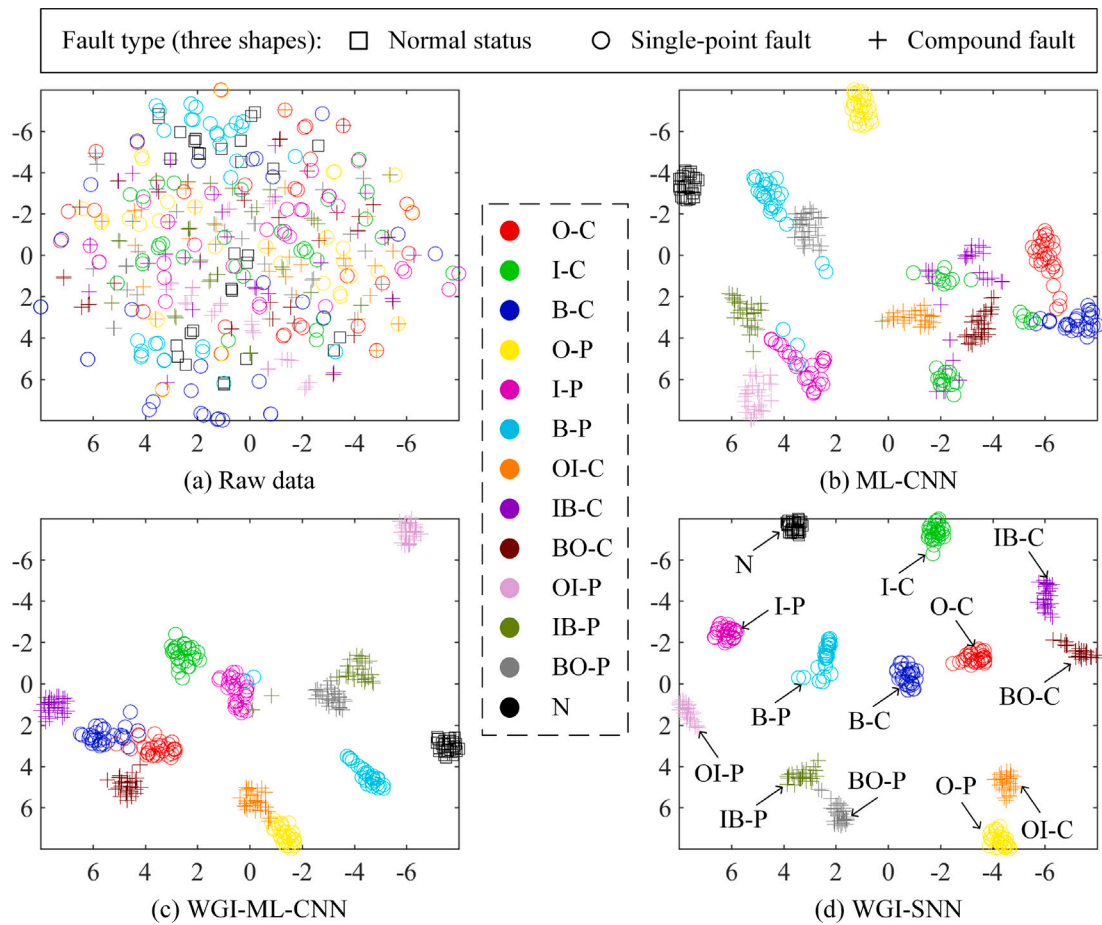 Fault type (three shapes): Normal status Single-point fault Compound fault
-6
-4
-2
0
2
4
6
6 4 2 0 -2 -4 -6
(a) Raw data
O-C
I-C
B-C
O-P
I-P
B-P
OI-C
IB-C
BO-C
OI-P
IB-P
BO-P
N
-6
-4
-2
0
2
4
6
6 4 2 0 -2 -4 -6
(b) ML-CNN
-6
-4
-2
0
2
4
6
6 4 2 0 -2 -4 -6
(c) WGI-ML-CNN
-6
-4
-2
0
2
4
6
N
I-C
IB-C
I-P
O-C
B-P
B-C
BO-C
OI-P
IB-P
BO-P
O-P
OI-C
6 4 2 0 -2 -4 -6
(d) WGI-SNN